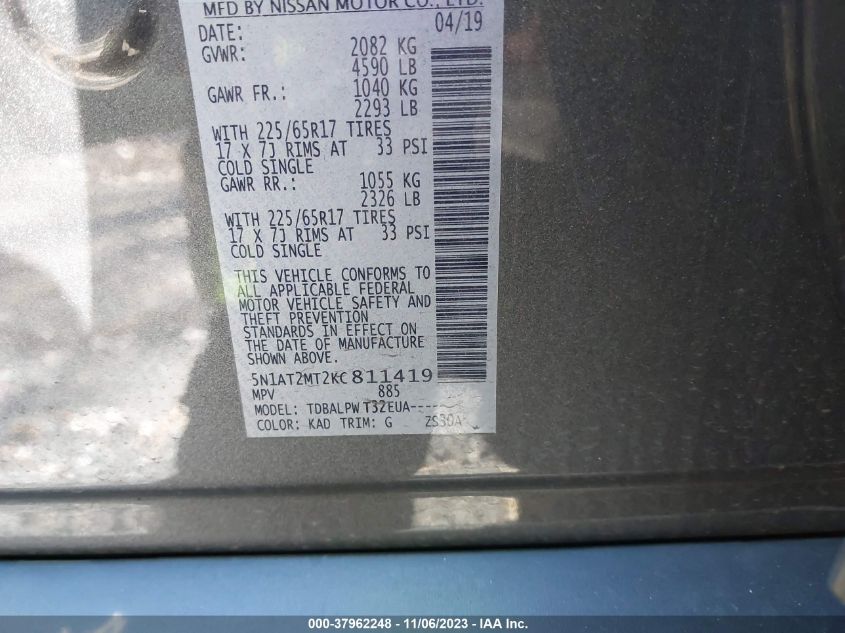 MFD BY NISSAN MOTOR CO., LTD.
DATE: 04/19
GVWR: 2082 KG
4590 LB
GAWR FR.: 1040 KG
2293 LB
WITH 225/65R17 TIRES
17 X 7J RIMS AT 33 PSI
COLD SINGLE
GAWR RR.: 1055 KG
2326 LB
WITH 225/65R17 TIRES
17 X 7J RIMS AT 33 PSI
COLD SINGLE
THIS VEHICLE CONFORMS TO
ALL APPLICABLE FEDERAL
MOTOR VEHICLE SAFETY AND
THEFT PREVENTION
STANDARDS IN EFFECT ON
THE DATE OF MANUFACTURE
SHOWN ABOVE.
5N1AT2MT2KC811419
MPV 885
MODEL: TDBALPW T32EUA-----
COLOR: KAD TRIM: G
000-37962248 - 11/06/2023 - IAA Inc.